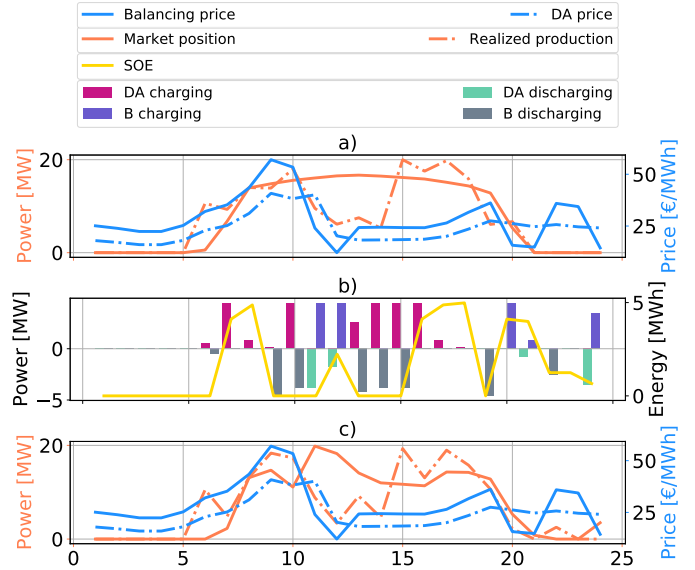 Balancing price DA price
Market position Realized production
SOE
DA charging DA discharging
B charging B discharging
a)
Power [MW]
20
0
50
25
Price [€/MWh]
b)
Power [MW]
0
−5
5
0
Energy [MWh]
c)
Power [MW]
20
0
50
25
Price [€/MWh]
0 5 10 15 20 25